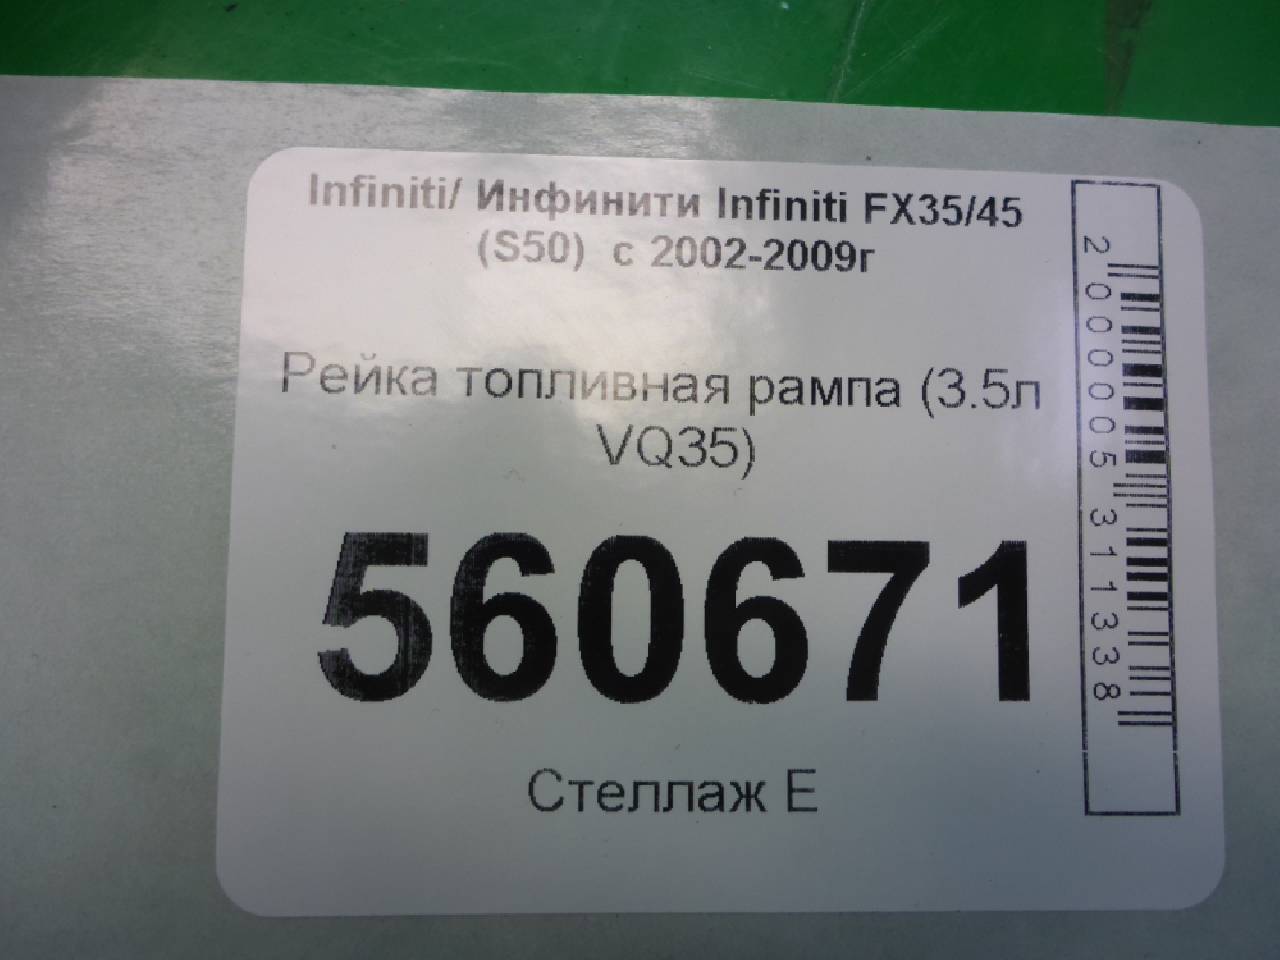 Infiniti/ Инфинити Infiniti FX35/45
(S50) с 2002-2009г
Рейка топливная рампа (3.5л
VQ35)
560671
Стеллаж Е
2000005311338